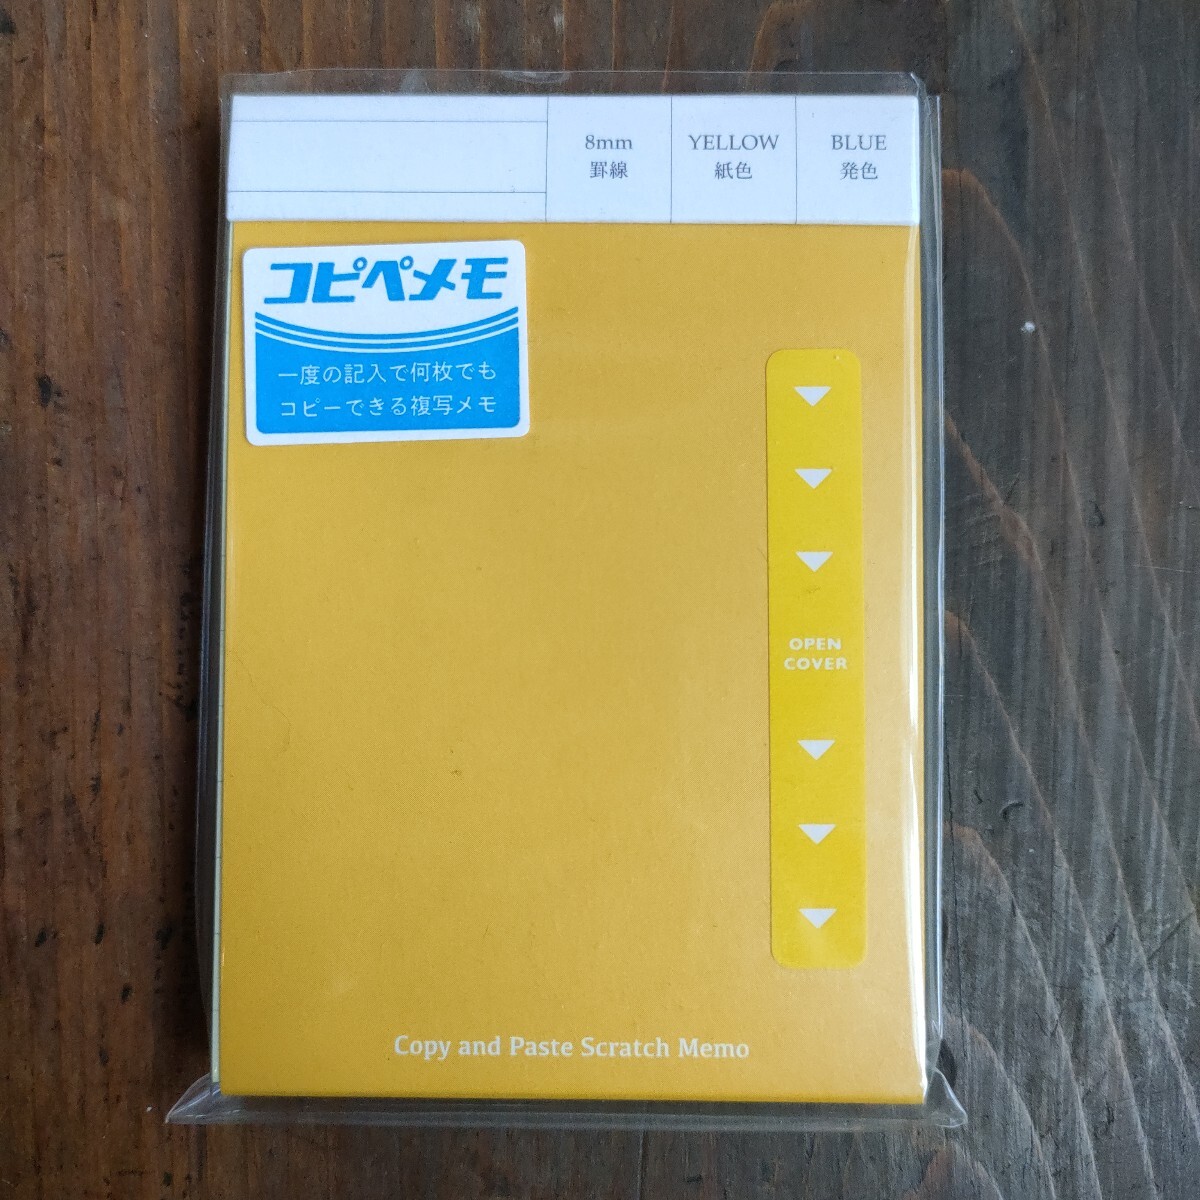 8mm
罫線
YELLOW
紙色
BLUE
発色
コピペメモ
一度の記入で何枚でも
コピーできる複写メモ
OPEN
COVER
Copy and Paste Scratch Memo